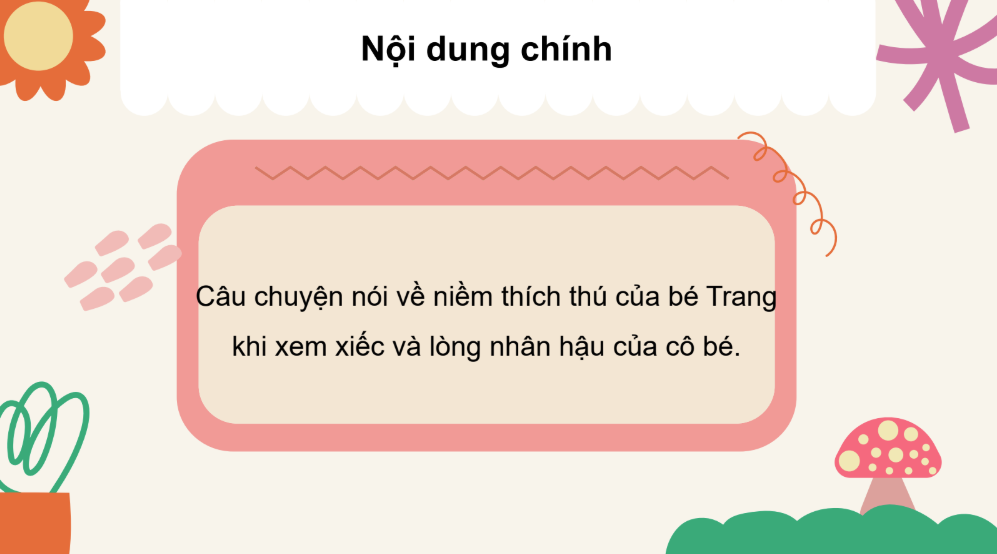 Nội dung chính
Câu chuyện nói về niềm thích thú của bé Trang
khi xem xiếc và lòng nhân hậu của cô bé.